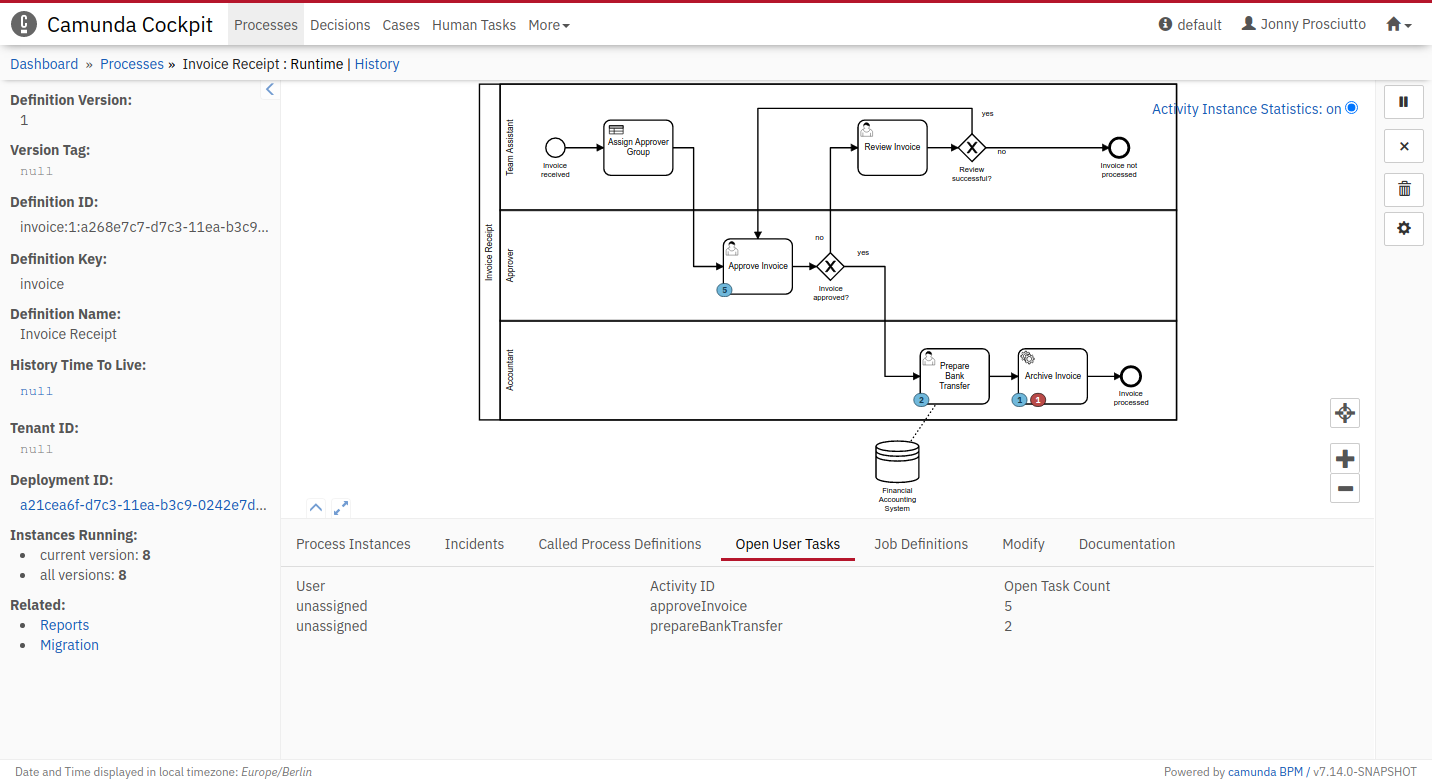 Camunda Cockpit
Processes
Decisions
Cases
Human Tasks
More
default
Jonny Prosciutto
Dashboard » Processes » Invoice Receipt : Runtime | History
Definition Version:
1
Version Tag:
null
Definition ID:
invoice:1:a268e7c7-d7c3-11ea-b3c9...
Definition Key:
invoice
Definition Name:
Invoice Receipt
History Time To Live:
null
Tenant ID:
null
Deployment ID:
a21cea6f-d7c3-11ea-b3c9-0242e7d...
Instances Running:
current version: 8
all versions: 8
Related:
Reports
Migration
Activity Instance Statistics: on
Invoice Receipt
Team Assistant
Invoice
received
Assign Approver
Group
Review Invoice
yes
no
Review
successful?
Invoice not
processed
Approver
Approve Invoice
5
no
yes
Invoice
approved?
Accountant
Prepare
Bank
Transfer
2
Archive Invoice
1
1
Invoice
processed
Financial
Accounting
System
Process Instances
Incidents
Called Process Definitions
Open User Tasks
Job Definitions
Modify
Documentation
User Activity ID Open Task Count
unassigned approveInvoice 5
unassigned prepareBankTransfer 2
Date and Time displayed in local timezone: Europe/Berlin
Powered by camunda BPM / v7.14.0-SNAPSHOT